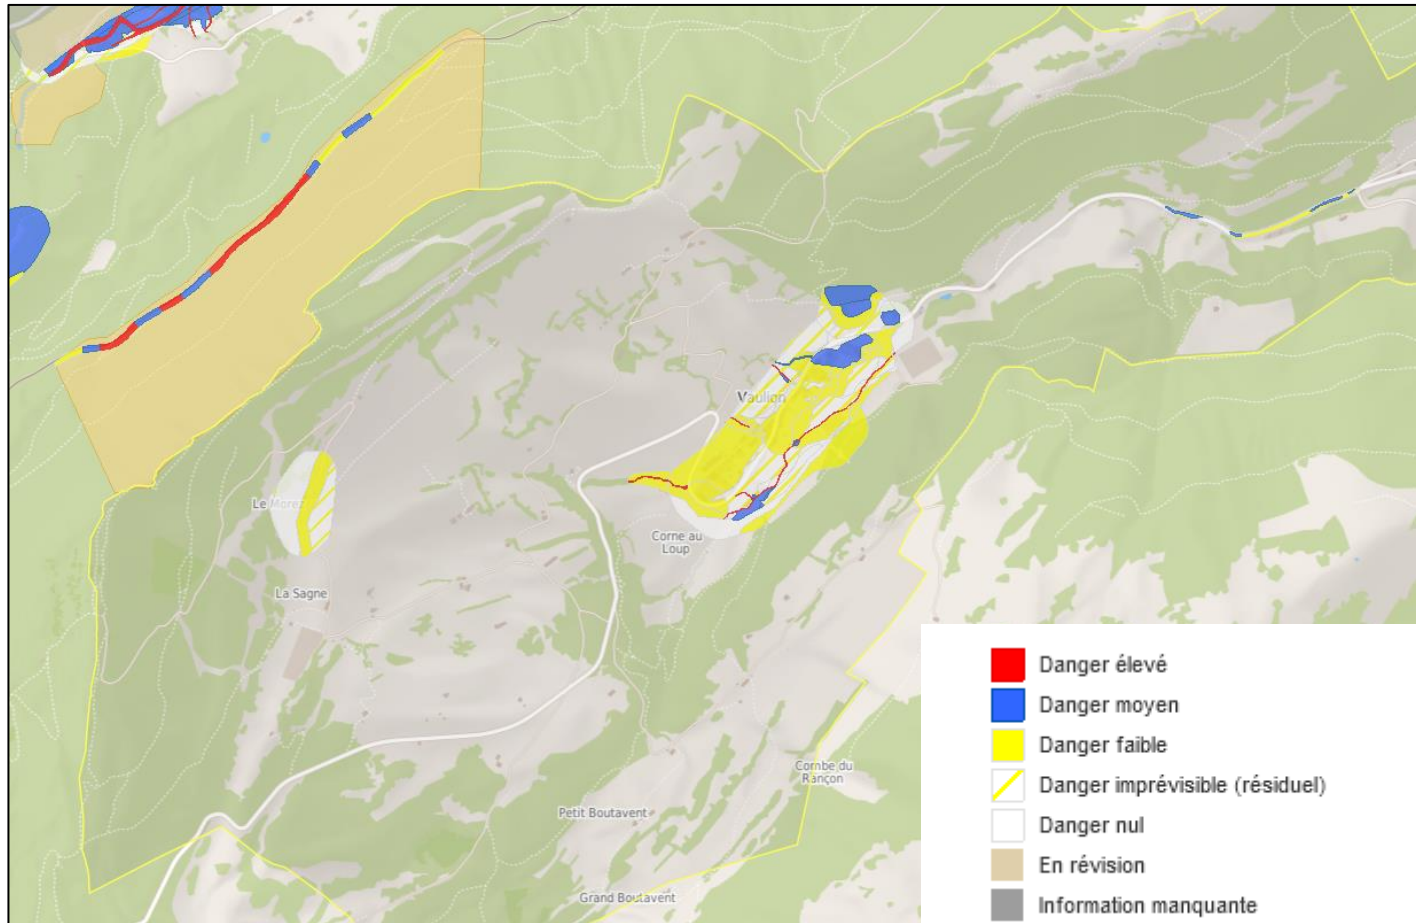 Vaulion
Le Morez
Corne au
Loup
La Sagne
Combe du
Rançon
Petit Boutavent
Grand Boutavent
Danger élevé
Danger moyen
Danger faible
Danger imprévisible (résiduel)
Danger nul
En révision
Information manquante